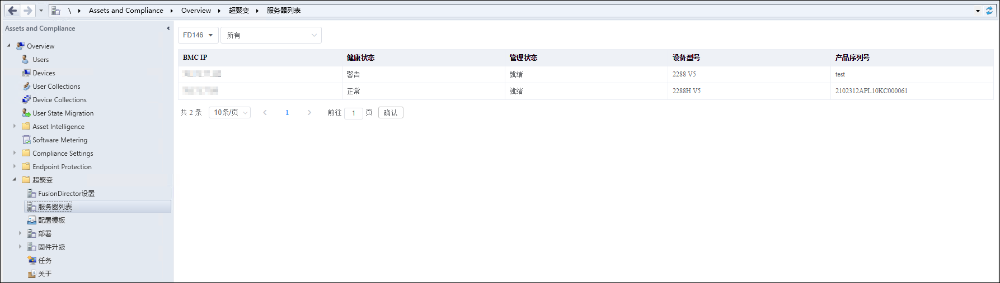 \ Assets and Compliance Overview 超聚变 服务器列表
Assets and Compliance
Overview
Users
Devices
User Collections
Device Collections
User State Migration
Asset Intelligence
Software Metering
Compliance Settings
Endpoint Protection
超聚变
FusionDirector设置
服务器列表
配置模板
部署
固件升级
任务
关于
FD146 所有
BMC IP 健康状态 管理状态 设备型号 产品序列号
警告 就绪 2288 V5 test
正常 就绪 2288H V5 2102312APL10KC000061
共 2 条 10条/页 1 前往 1 页 确认